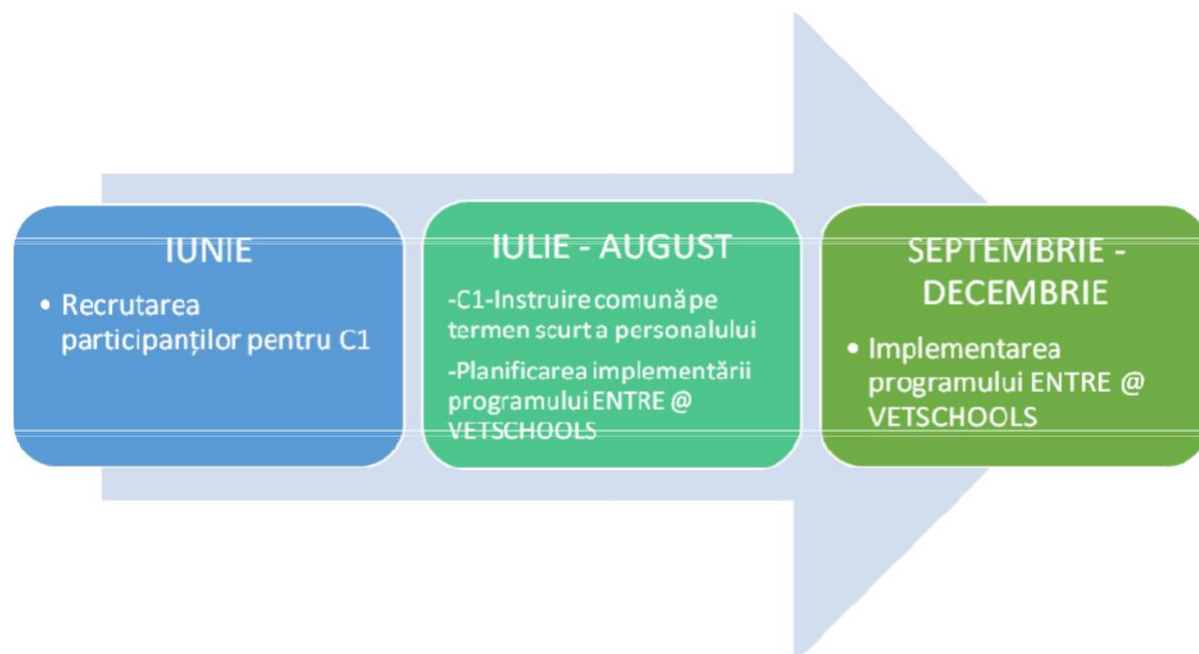 IUNIE
• Recrutarea
participanților pentru C1
IULIE - AUGUST
-C1-Instruire comună pe
termen scurt a personalului
-Planificarea implementării
programului ENTRE @
VETSCHOOLS
SEPTEMBRIE -
DECEMBRIE
• Implementarea
programului ENTRE @
VETSCHOOLS